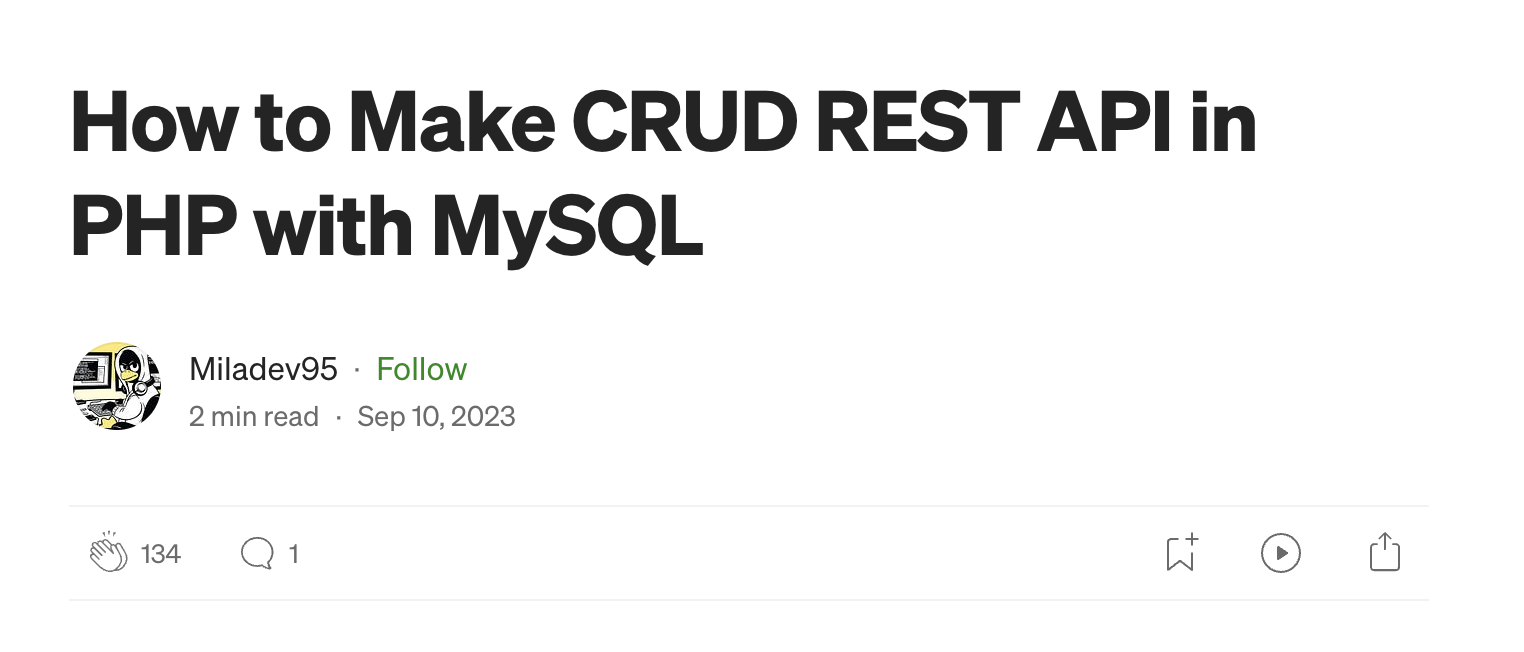 How to Make CRUD REST API in
PHP with MySQL
Miladev95 · Follow
2 min read · Sep 10, 2023
134 1